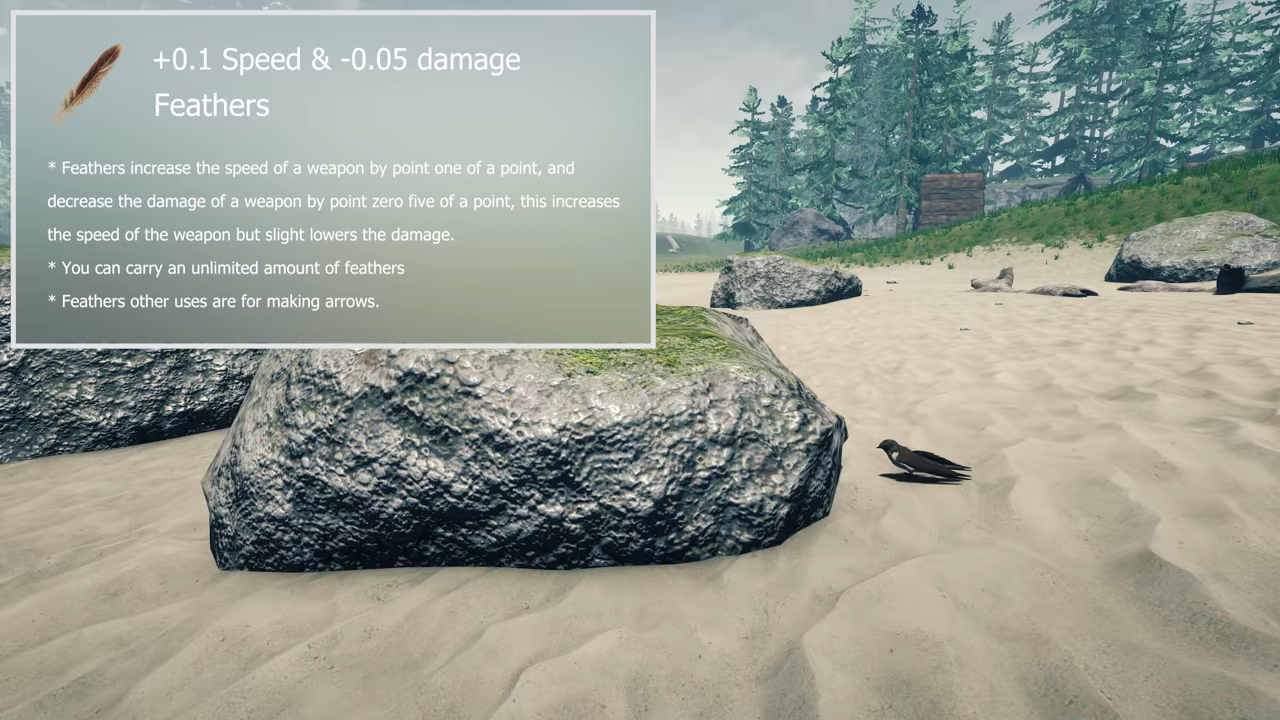 +0.1 Speed & -0.05 damage
Feathers
* Feathers increase the speed of a weapon by point one of a point, and
decrease the damage of a weapon by point zero five of a point, this increases
the speed of the weapon but slight lowers the damage.
* You can carry an unlimited amount of feathers
* Feathers other uses are for making arrows.